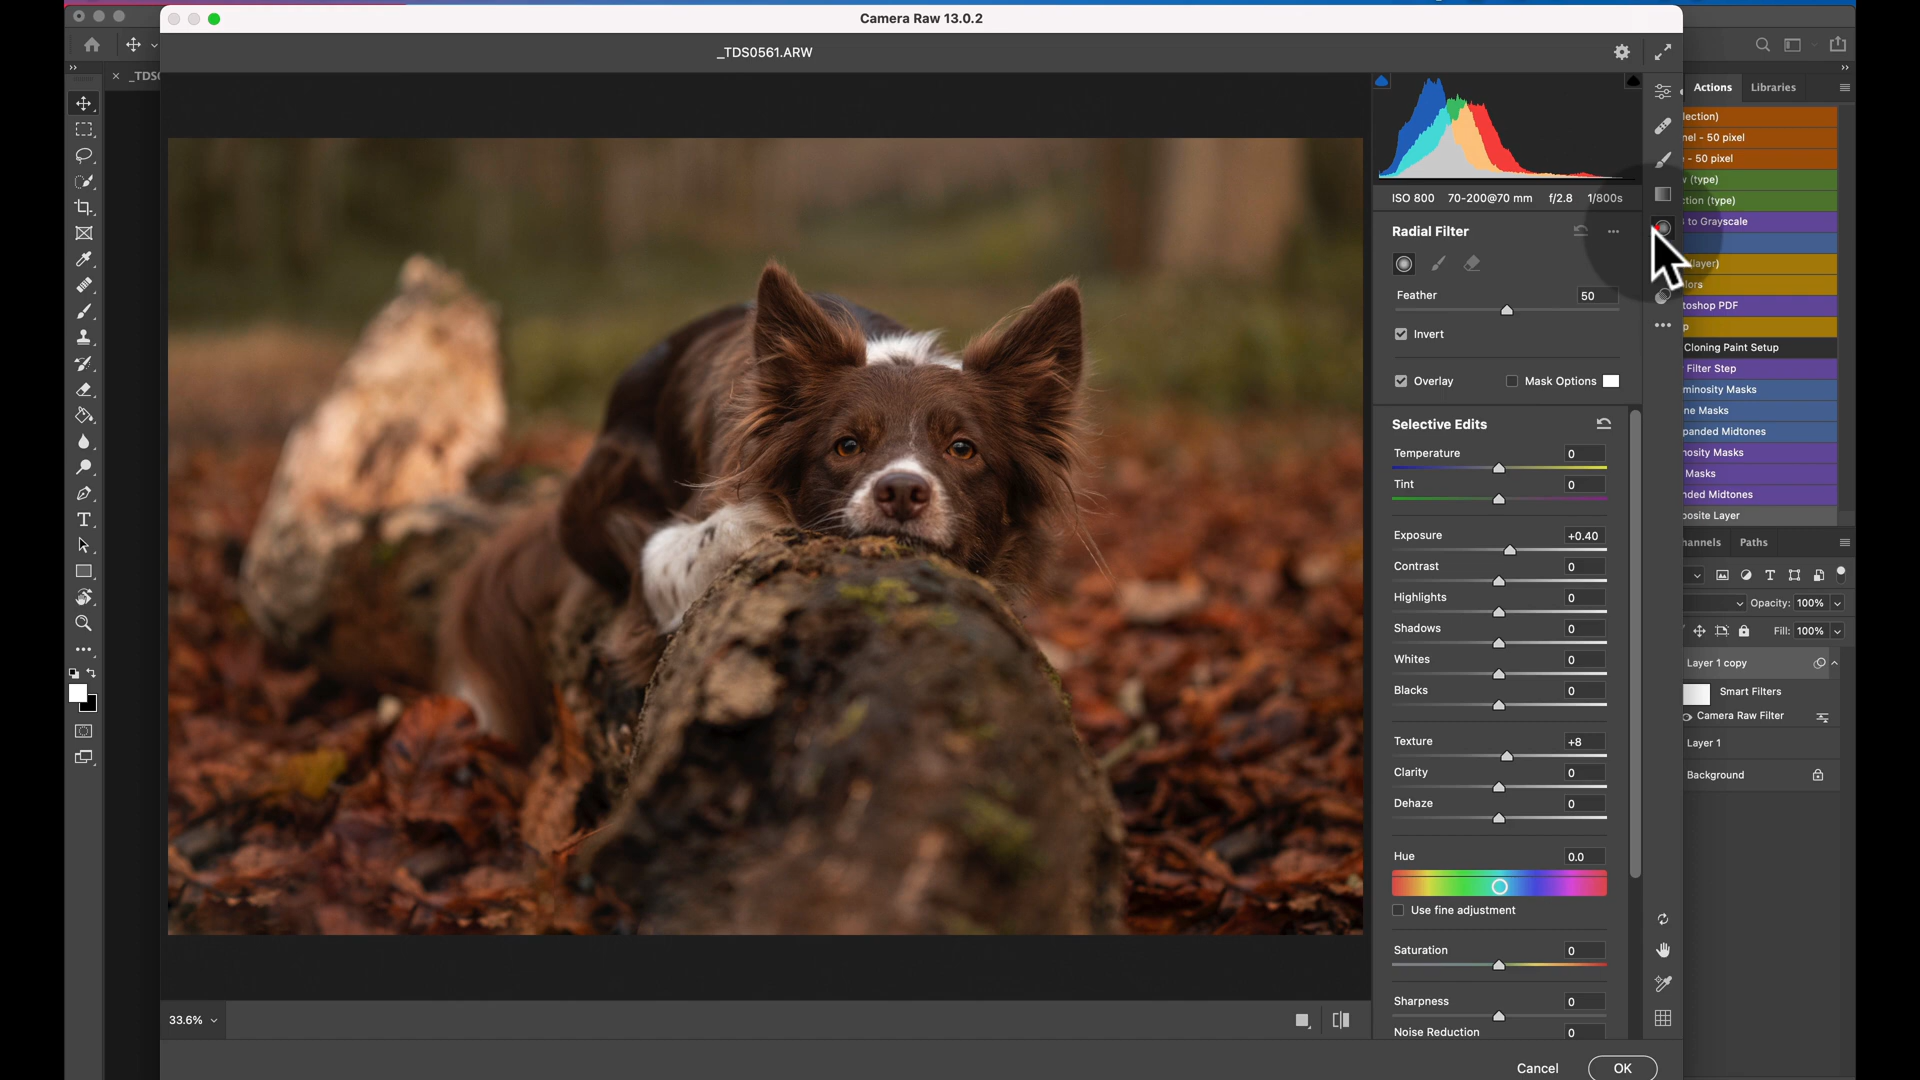 Camera Raw 13.0.2
_TDS0561.ARW
_TDS
ISO 800 70-200@70 mm f/2.8 1/800s
Radial Filter
Feather 50
Invert
Overlay Mask Options
Selective Edits
Temperature 0
Tint 0
Exposure +0.40
Contrast 0
Highlights 0
Shadows 0
Whites 0
Blacks 0
Texture +8
Clarity 0
Dehaze 0
Hue 0.0
Use fine adjustment
Saturation 0
Sharpness 0
Noise Reduction 0
33.6%
Cancel OK
Actions Libraries
lection)
nel - 50 pixel
- 50 pixel
(type)
ction (type)
to Grayscale
layer)
lors
toshop PDF
p
Cloning Paint Setup
Filter Step
minosity Masks
ne Masks
panded Midtones
nosity Masks
Masks
nded Midtones
posite Layer
hannels Paths
Opacity: 100%
Fill: 100%
Layer 1 copy
Smart Filters
Camera Raw Filter
Layer 1
Background